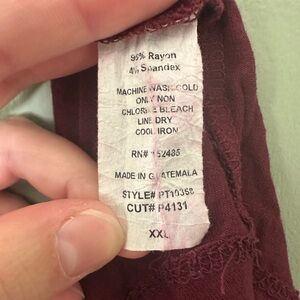 96% Rayon
4% Spandex
MACHINE WASH COLD
ONLY NON
CHLORINE BLEACH
LINE DRY
COOL IRON
RN# 152485
MADE IN GUATEMALA
STYLE# PT10358
CUT# P4131
XXL